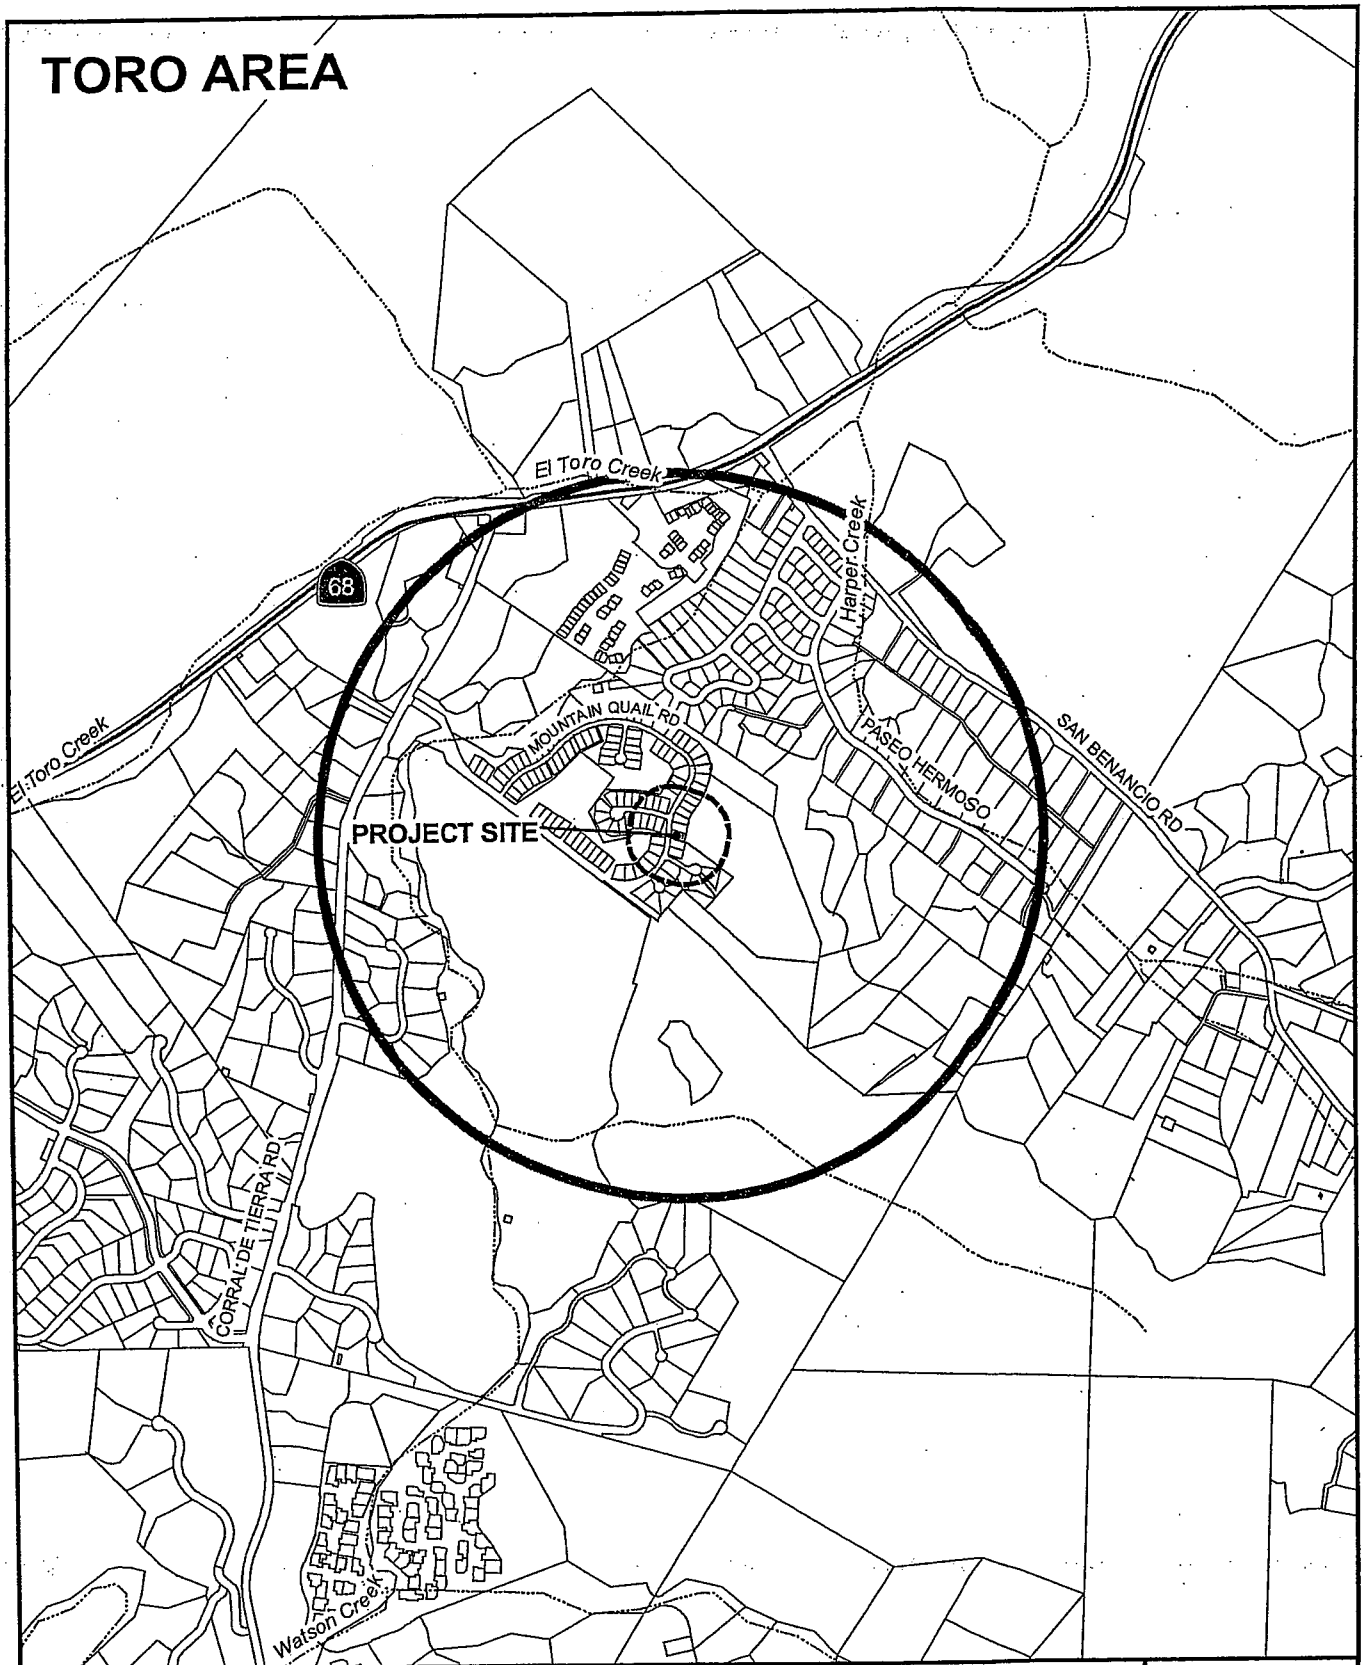 TORO AREA
El Toro Creek
68
Harper Creek
El Toro Creek
MOUNTAIN QUAIL RD
PASEO HERMOSO
SAN BENANCIO RD
PROJECT SITE
CORRAL DE TIERRA RD
Watson Creek